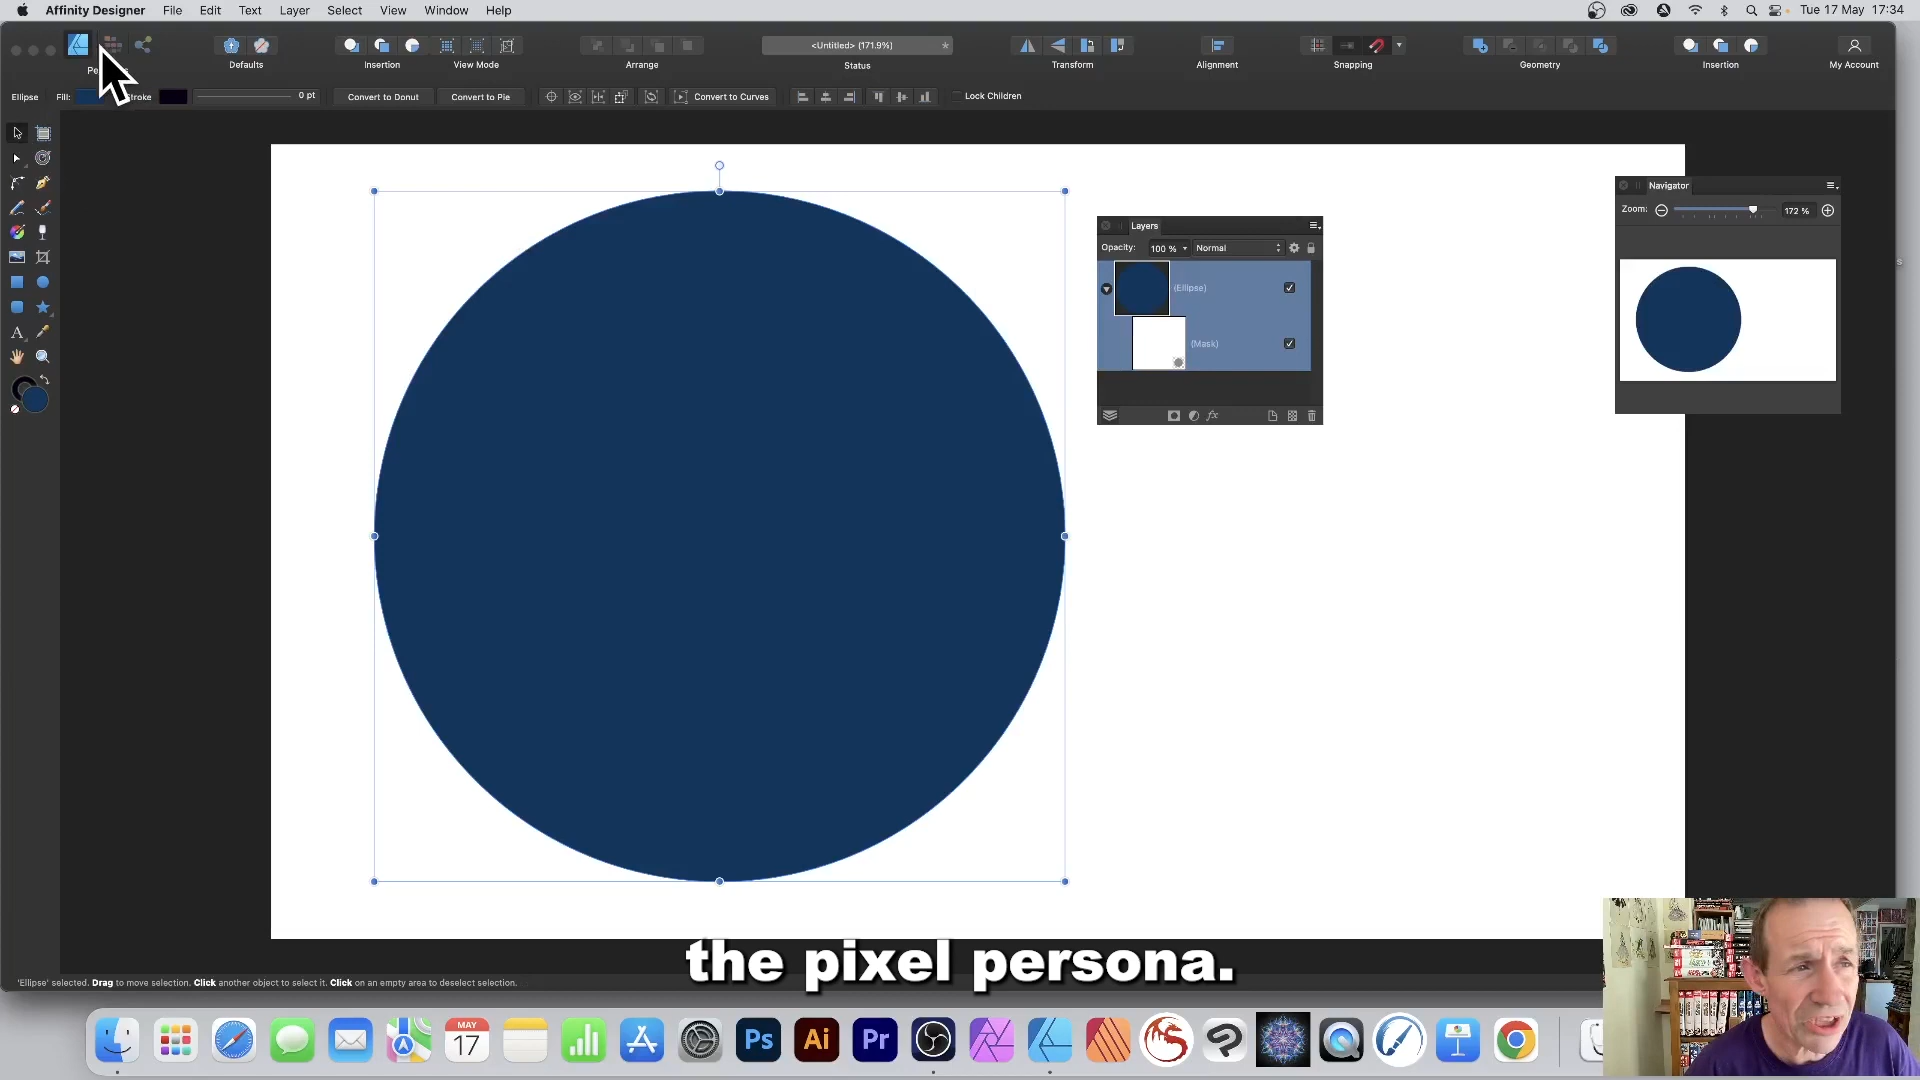 Affinity Designer File Edit Text Layer Select View Window Help Tue 17 May 17:34
<Untitled> (171.9%) *
Defaults Insertion View Mode Arrange Status Transform Alignment Snapping Geometry Insertion My Account
Ellipse Fill: 0 pt Convert to Donut Convert to Pie Convert to Curves Lock Children
Navigator
Zoom: 172 %
Layers
Opacity: 100 % Normal
(Ellipse)
(Mask)
A
the pixel persona.
'Ellipse' selected. Drag to move selection. Click another object to select it. Click on an empty area to deselect selection.
MAY
17
Ps
Ai
Pr